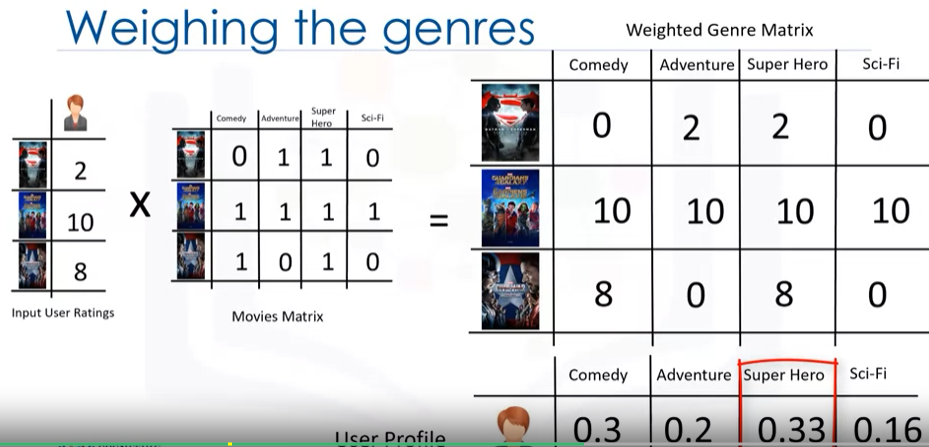 Weighing the genres
Weighted Genre Matrix
Comedy Adventure Super Hero Sci-Fi
0 2 2 0
10 10 10 10
8 0 8 0
2
10
8
Input User Ratings
X
Comedy Adventure Super Hero Sci-Fi
0 1 1 0
1 1 1 1
1 0 1 0
Movies Matrix
=
Comedy Adventure Super Hero Sci-Fi
User Profile
0.3 0.2 0.33 0.16